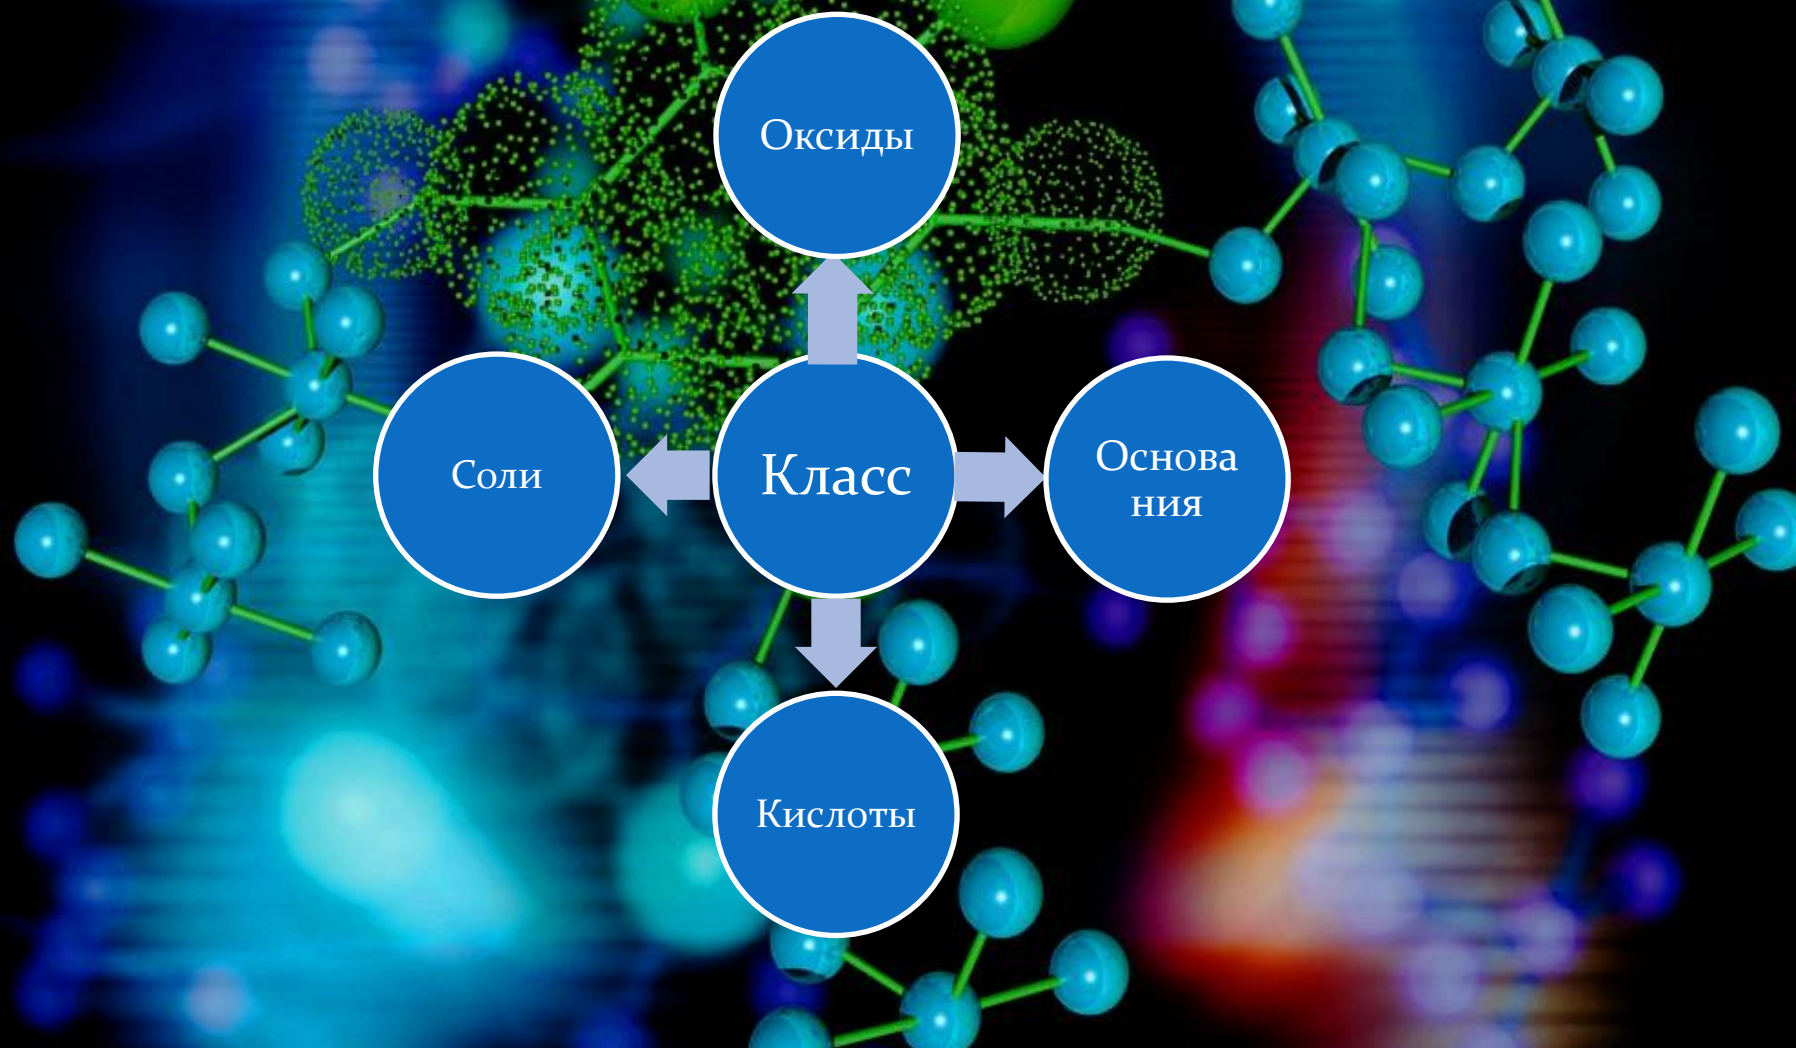 Оксиды
Соли
Класс
Основа
ния
Кислоты